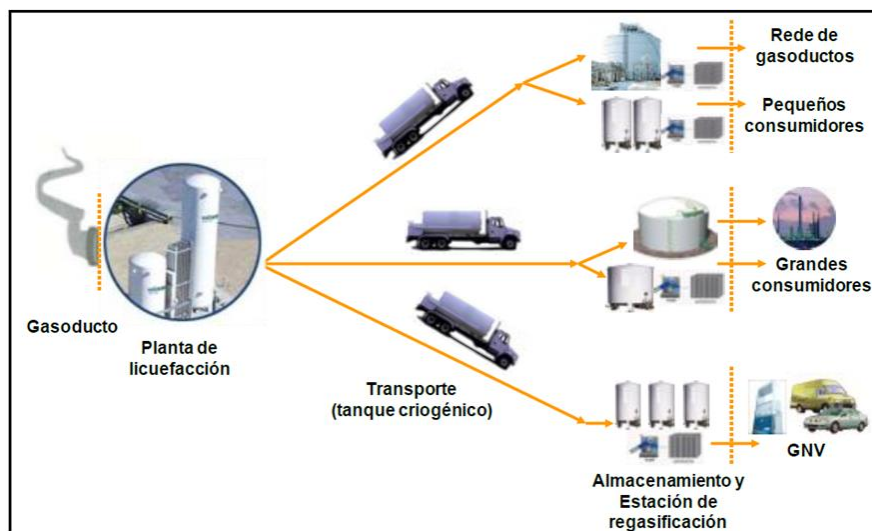 Rede de
gasoductos
Pequeños
consumidores
Grandes
consumidores
Gasoducto
Planta de
licuefacción
Transporte
(tanque criogénico)
GNV
Almacenamiento y
Estación de
regasificación